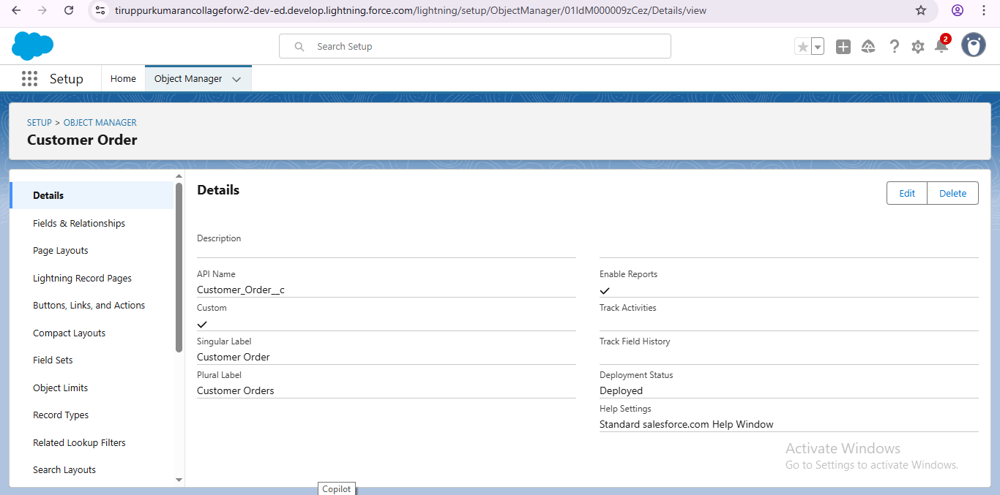 tiruppurkumarancollageforw2-dev-ed.develop.lightning.force.com/lightning/setup/ObjectManager/01IdM000009zCez/Details/view
Search Setup
2
Setup
Home
Object Manager
SETUP > OBJECT MANAGER
Customer Order
Details
Fields & Relationships
Page Layouts
Lightning Record Pages
Buttons, Links, and Actions
Compact Layouts
Field Sets
Object Limits
Record Types
Related Lookup Filters
Search Layouts
Details
Edit
Delete
Description
API Name
Customer_Order__c
Custom
Singular Label
Customer Order
Plural Label
Customer Orders
Enable Reports
Track Activities
Track Field History
Deployment Status
Deployed
Help Settings
Standard salesforce.com Help Window
Activate Windows
Go to Settings to activate Windows.
Copilot